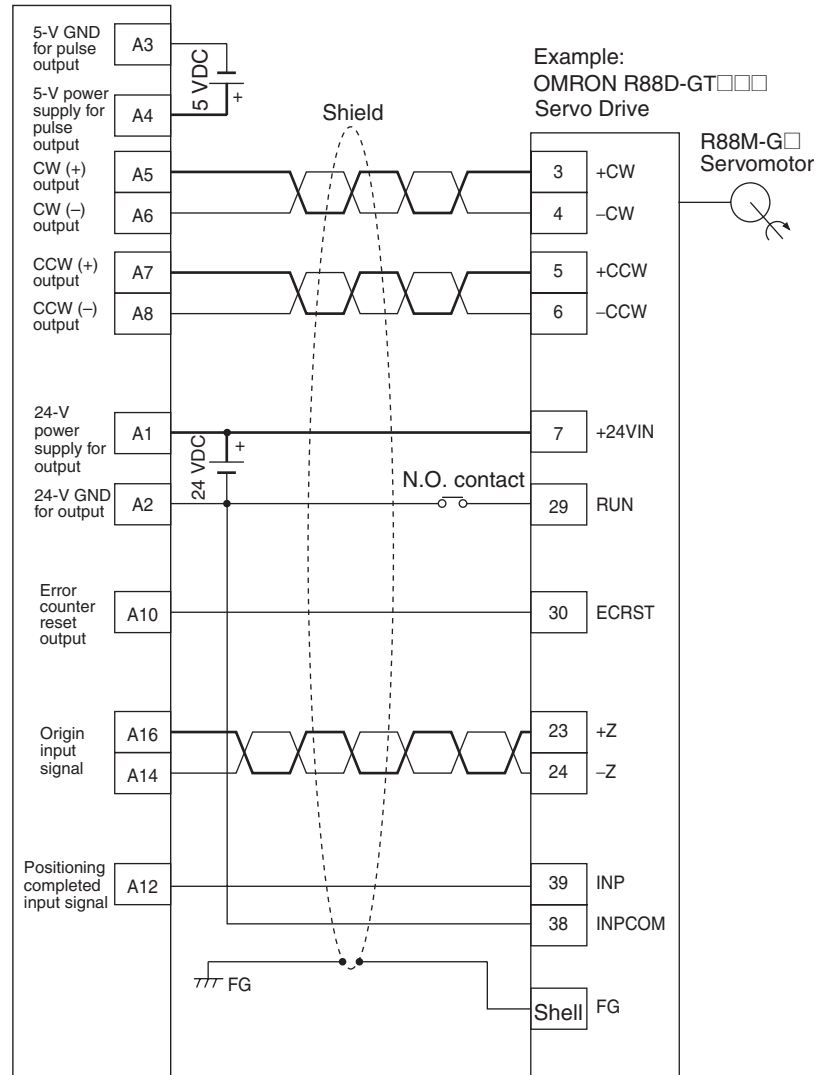 5-V GND
for pulse
output
A3
5 VDC
+
5-V power
supply for
pulse
output
A4
Shield
Example:
OMRON R88D-GT□□□
Servo Drive
R88M-G□
Servomotor
CW (+)
output
A5
3
+CW
CW (–)
output
A6
4
–CW
CCW (+)
output
A7
5
+CCW
CCW (–)
output
A8
6
–CCW
24-V
power
supply for
output
A1
24 VDC
+
7
+24VIN
24-V GND
for output
A2
N.O. contact
29
RUN
Error
counter
reset
output
A10
30
ECRST
Origin
input
signal
A16
A14
23
+Z
24
–Z
Positioning
completed
input signal
A12
39
INP
38
INPCOM
FG
Shell
FG